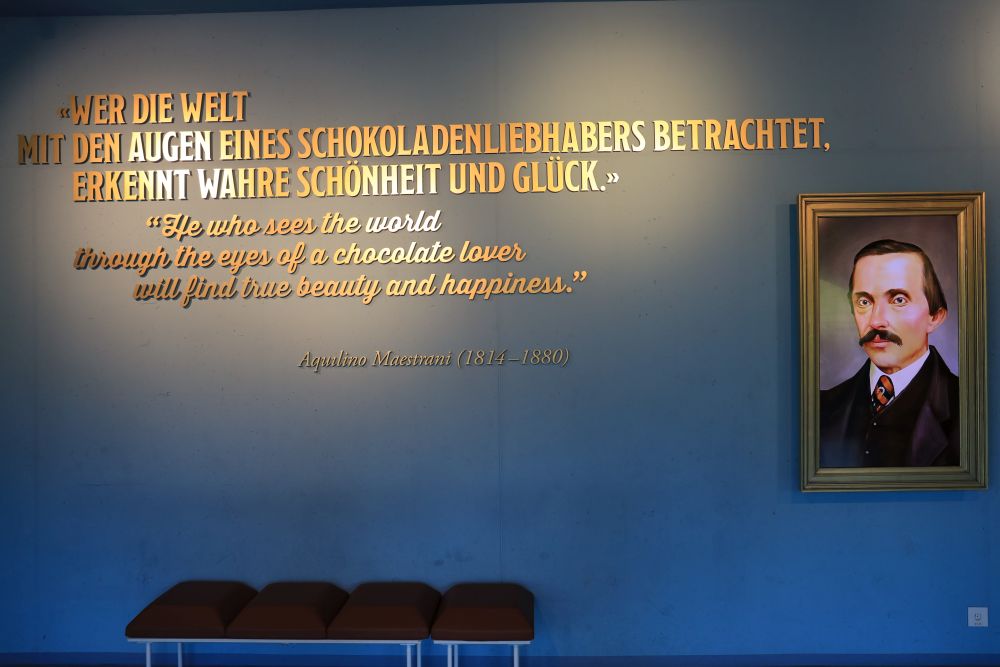 «WER DIE WELT
MIT DEN AUGEN EINES SCHOKOLADENLIEBHABERS BETRACHTET,
ERKENNT WAHRE SCHÖNHEIT UND GLÜCK.»
“He who sees the world
through the eyes of a chocolate lover
will find true beauty and happiness.”
Aquilino Maestrani (1814–1880)